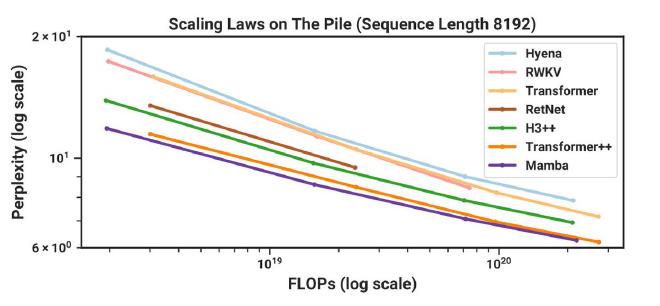 Scaling Laws on The Pile (Sequence Length 8192)
Perplexity (log scale)
2 × 10¹
10¹
6 × 10⁰
Hyena
RWKV
Transformer
RetNet
H3++
Transformer++
Mamba
10¹⁹
10²⁰
FLOPs (log scale)